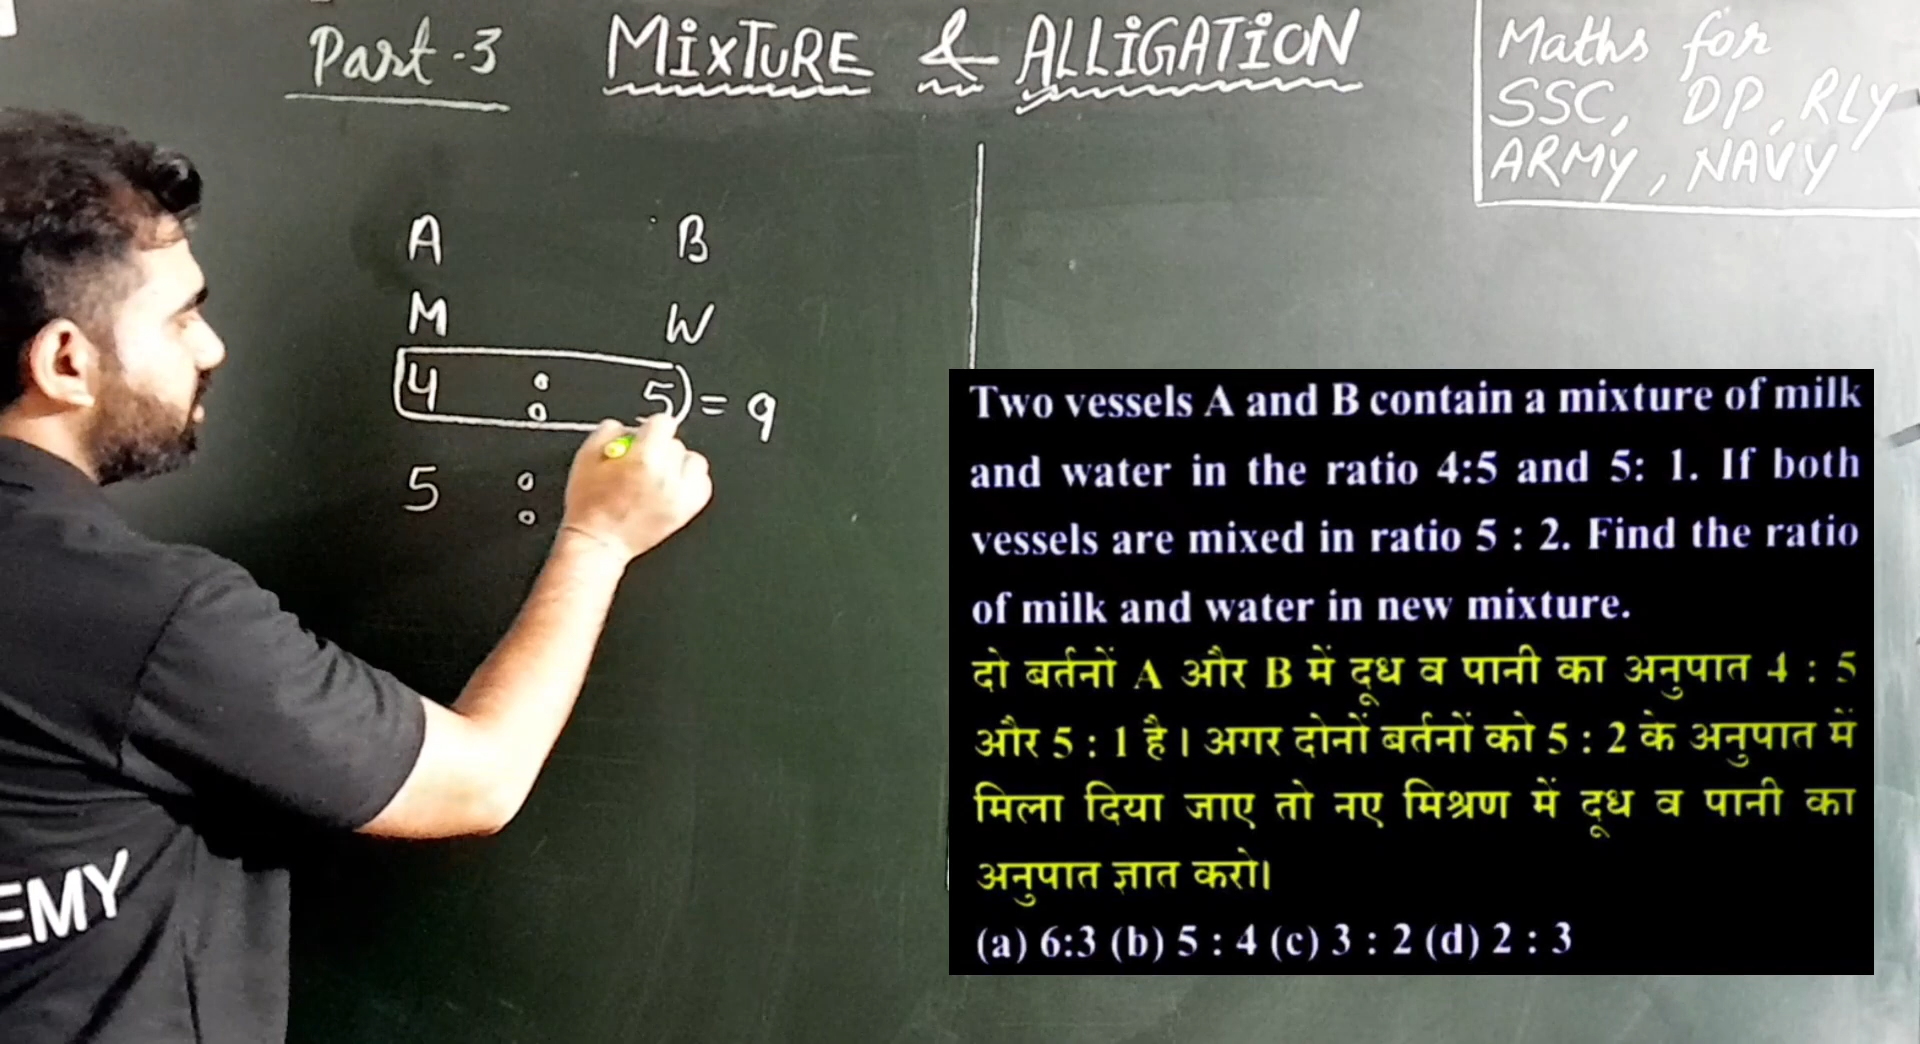 Part-3 MIXTURE & ALLIGATION
Maths for
SSC, DP, RLY
ARMY, NAVY
A B
M W
4 : 5 = 9
5 :
EMY
Two vessels A and B contain a mixture of milk
and water in the ratio 4:5 and 5: 1. If both
vessels are mixed in ratio 5 : 2. Find the ratio
of milk and water in new mixture.
दो बर्तनों A और B में दूध व पानी का अनुपात 4 : 5
और 5 : 1 है। अगर दोनों बर्तनों को 5 : 2 के अनुपात में
मिला दिया जाए तो नए मिश्रण में दूध व पानी का
अनुपात ज्ञात करो।
(a) 6:3 (b) 5 : 4 (c) 3 : 2 (d) 2 : 3